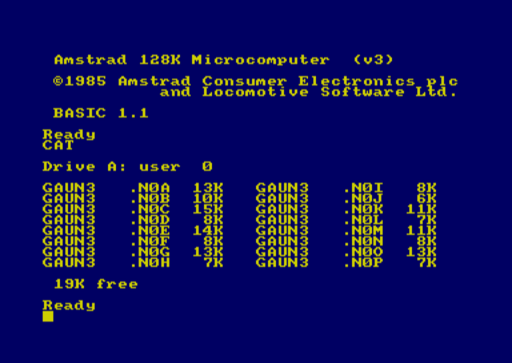 Amstrad 128K Microcomputer  (v3)
©1985 Amstrad Consumer Electronics plc
and Locomotive Software Ltd.
BASIC 1.1
Ready
CAT
Drive A: user  0
GAUN3   .N0A  13K   GAUN3   .N0I   8K
GAUN3   .N0B  10K   GAUN3   .N0J   6K
GAUN3   .N0C  15K   GAUN3   .N0K  11K
GAUN3   .N0D   8K   GAUN3   .N0L   7K
GAUN3   .N0E  14K   GAUN3   .N0M  11K
GAUN3   .N0F   8K   GAUN3   .N0N   8K
GAUN3   .N0G  13K   GAUN3   .N0O  13K
GAUN3   .N0H   7K   GAUN3   .N0P   7K
19K free
Ready